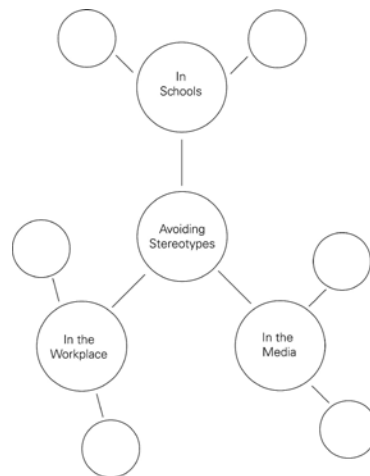 In
Schools
Avoiding
Stereotypes
In the
Workplace
In the
Media